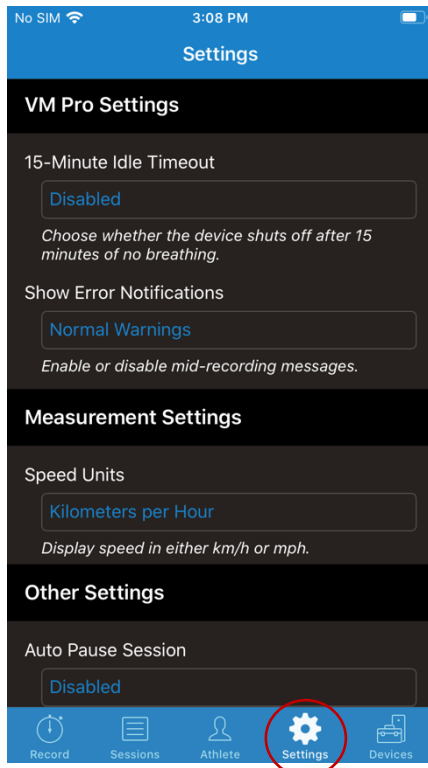 No SIM 3:08 PM
Settings
VM Pro Settings
15-Minute Idle Timeout
Disabled
Choose whether the device shuts off after 15
minutes of no breathing.
Show Error Notifications
Normal Warnings
Enable or disable mid-recording messages.
Measurement Settings
Speed Units
Kilometers per Hour
Display speed in either km/h or mph.
Other Settings
Auto Pause Session
Disabled
Record Sessions Athlete Settings Devices